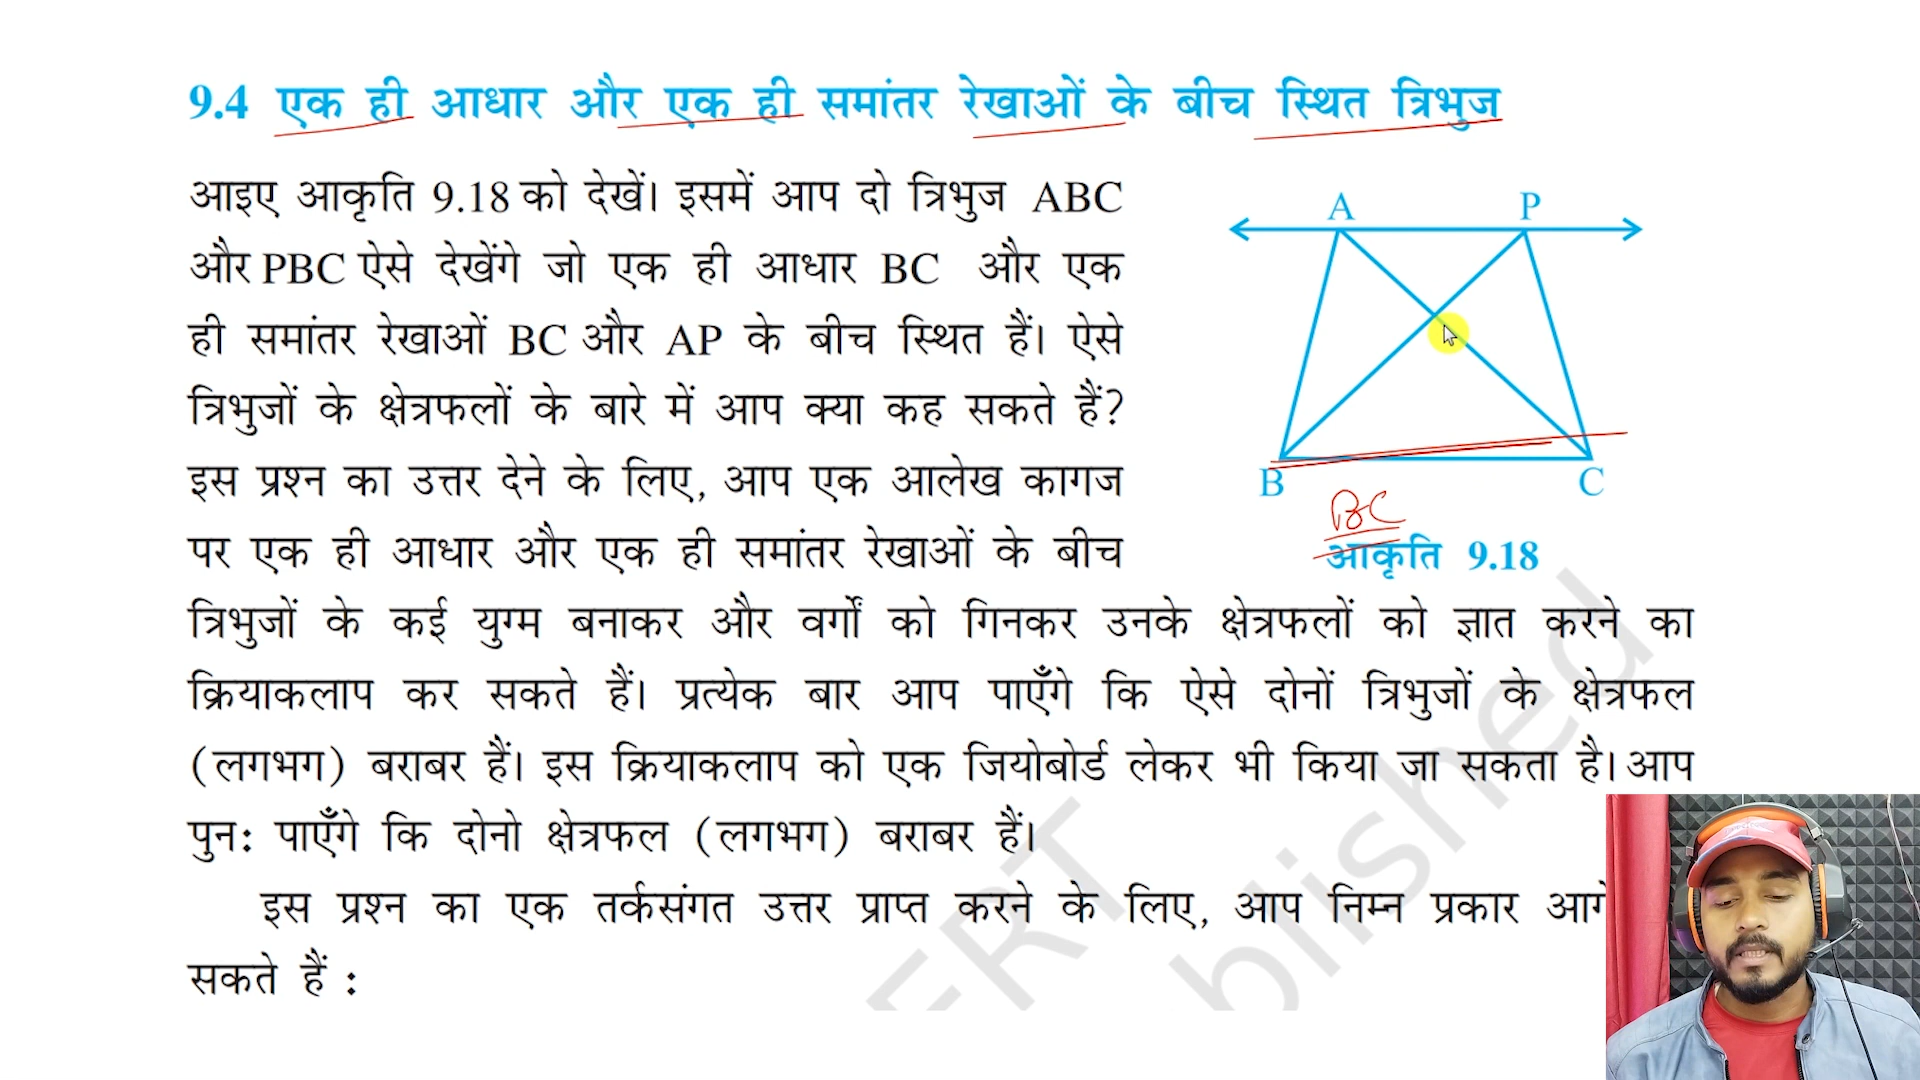 9.4 एक ही आधार और एक ही समांतर रेखाओं के बीच स्थित त्रिभुज
आइए आकृति 9.18 को देखें। इसमें आप दो त्रिभुज ABC
और PBC ऐसे देखेंगे जो एक ही आधार BC और एक
ही समांतर रेखाओं BC और AP के बीच स्थित हैं। ऐसे
त्रिभुजों के क्षेत्रफलों के बारे में आप क्या कह सकते हैं?
इस प्रश्न का उत्तर देने के लिए, आप एक आलेख कागज
पर एक ही आधार और एक ही समांतर रेखाओं के बीच
A P
B C
BC
आकृति 9.18
त्रिभुजों के कई युग्म बनाकर और वर्गों को गिनकर उनके क्षेत्रफलों को ज्ञात करने का
क्रियाकलाप कर सकते हैं। प्रत्येक बार आप पाएँगे कि ऐसे दोनों त्रिभुजों के क्षेत्रफल
(लगभग) बराबर हैं। इस क्रियाकलाप को एक जियोबोर्ड लेकर भी किया जा सकता है। आप
पुन: पाएँगे कि दोनो क्षेत्रफल (लगभग) बराबर हैं।
इस प्रश्न का एक तर्कसंगत उत्तर प्राप्त करने के लिए, आप निम्न प्रकार आगे
सकते हैं :
ERT
blished